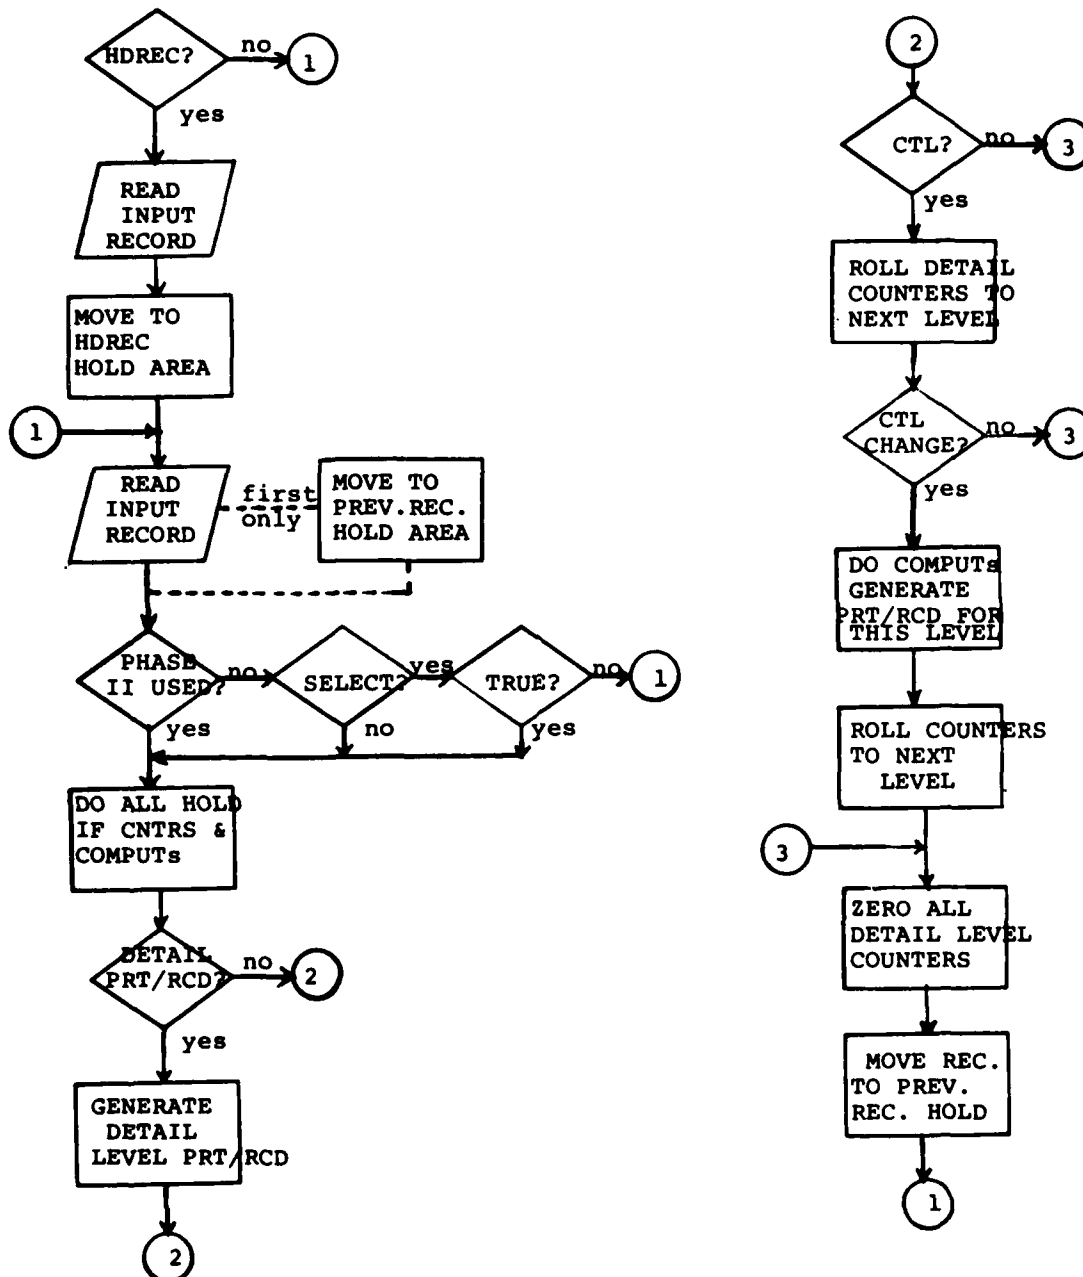 HDREC?
no
1
yes
READ
INPUT
RECORD
MOVE TO
HDREC
HOLD AREA
1
READ
INPUT
RECORD
first
only
MOVE TO
PREV.REC.
HOLD AREA
PHASE
II USED?
no
SELECT?
yes
TRUE?
no
1
yes
no
yes
DO ALL HOLD
IF CNTRS &
COMPUTs
DETAIL
PRT/RCD?
no
2
yes
GENERATE
DETAIL
LEVEL PRT/RCD
2
2
CTL?
no
3
yes
ROLL DETAIL
COUNTERS TO
NEXT LEVEL
CTL
CHANGE?
no
3
yes
DO COMPUTs
GENERATE
PRT/RCD FOR
THIS LEVEL
ROLL COUNTERS
TO NEXT
LEVEL
3
ZERO ALL
DETAIL LEVEL
COUNTERS
MOVE REC.
TO PREV.
REC. HOLD
1